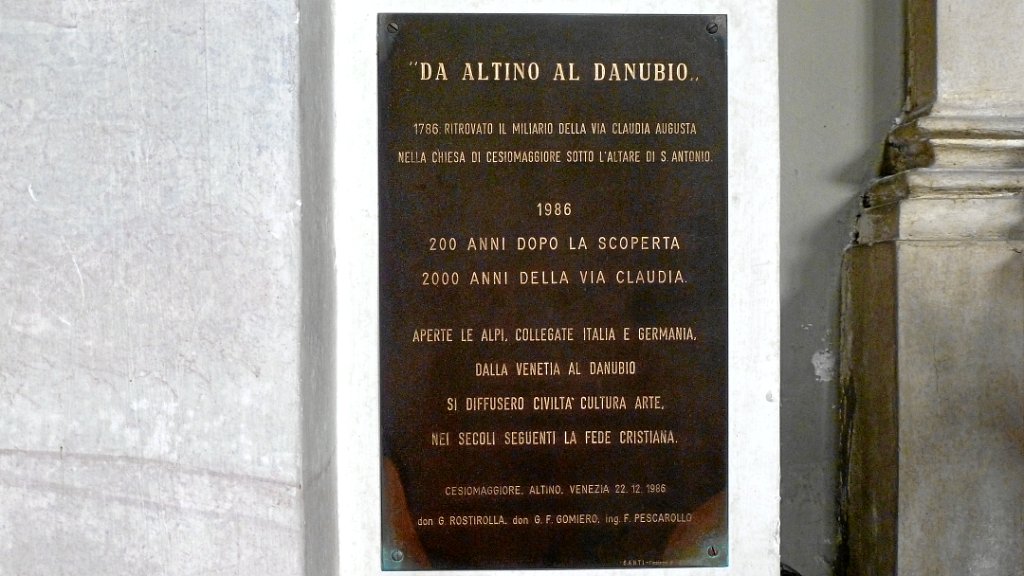 "DA ALTINO AL DANUBIO„
1786. RITROVATO IL MILIARIO DELLA VIA CLAUDIA AUGUSTA
NELLA CHIESA DI CESIOMAGGIORE SOTTO L'ALTARE DI S. ANTONIO.
1986
200 ANNI DOPO LA SCOPERTA
2000 ANNI DELLA VIA CLAUDIA.
APERTE LE ALPI, COLLEGATE ITALIA E GERMANIA,
DALLA VENETIA AL DANUBIO
SI DIFFUSERO CIVILTA' CULTURA ARTE,
NEI SECOLI SEGUENTI LA FEDE CRISTIANA.
CESIOMAGGIORE, ALTINO, VENEZIA 22.12.1986
don G. ROSTIROLLA, don G. F. GOMIERO, ing. F. PESCAROLLO